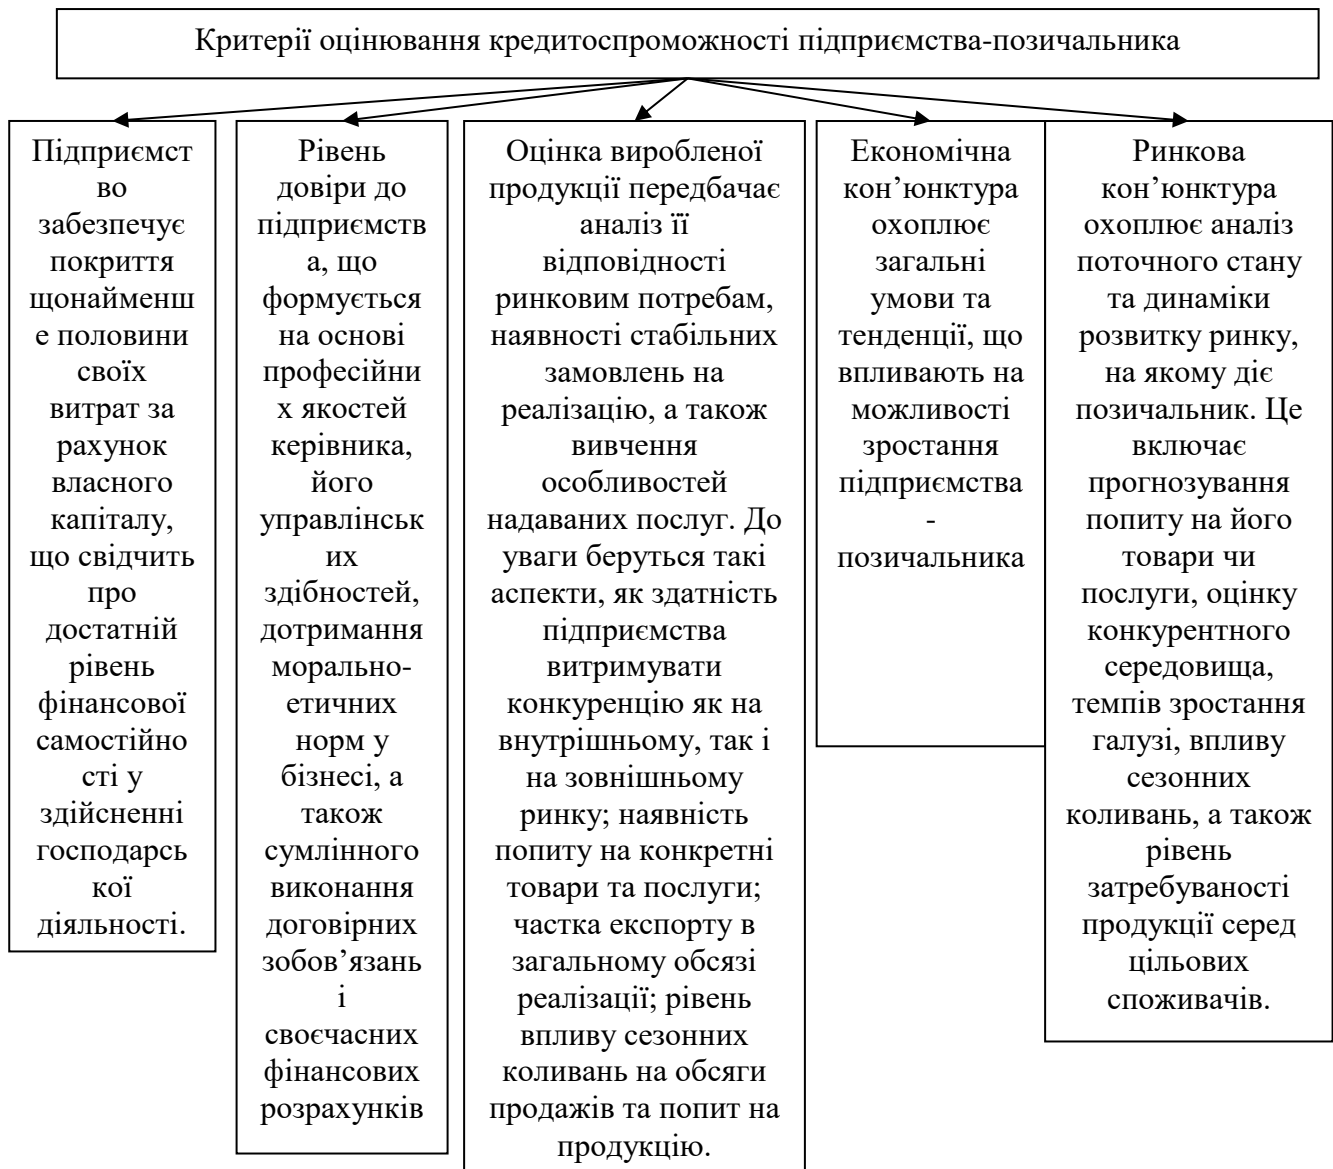 Критерії оцінювання кредитоспроможності підприємства-позичальника
Підприємст
во
забезпечує
покриття
щонайменш
е половини
своїх
витрат за
рахунок
власного
капіталу,
що свідчить
про
достатній
рівень
фінансової
самостійно
сті у
здійсненні
господарсь
кої
діяльності.
Рівень
довіри до
підприємств
а, що
формується
на основі
професійни
х якостей
керівника,
його
управлінськ
их
здібностей,
дотримання
морально-
етичних
норм у
бізнесі, а
також
сумлінного
виконання
договірних
зобов’язань
і
своєчасних
фінансових
розрахунків
Оцінка виробленої
продукції передбачає
аналіз її
відповідності
ринковим потребам,
наявності стабільних
замовлень на
реалізацію, а також
вивчення
особливостей
надаваних послуг. До
уваги беруться такі
аспекти, як здатність
підприємства
витримувати
конкуренцію як на
внутрішньому, так і
на зовнішньому
ринку; наявність
попиту на конкретні
товари та послуги;
частка експорту в
загальному обсязі
реалізації; рівень
впливу сезонних
коливань на обсяги
продажів та попит на
продукцію.
Економічна
кон’юнктура
охоплює
загальні
умови та
тенденції, що
впливають на
можливості
зростання
підприємства
-
позичальника
Ринкова
кон’юнктура
охоплює аналіз
поточного стану
та динаміки
розвитку ринку,
на якому діє
позичальник. Це
включає
прогнозування
попиту на його
товари чи
послуги, оцінку
конкурентного
середовища,
темпів зростання
галузі, впливу
сезонних
коливань, а також
рівень
затребуваності
продукції серед
цільових
споживачів.